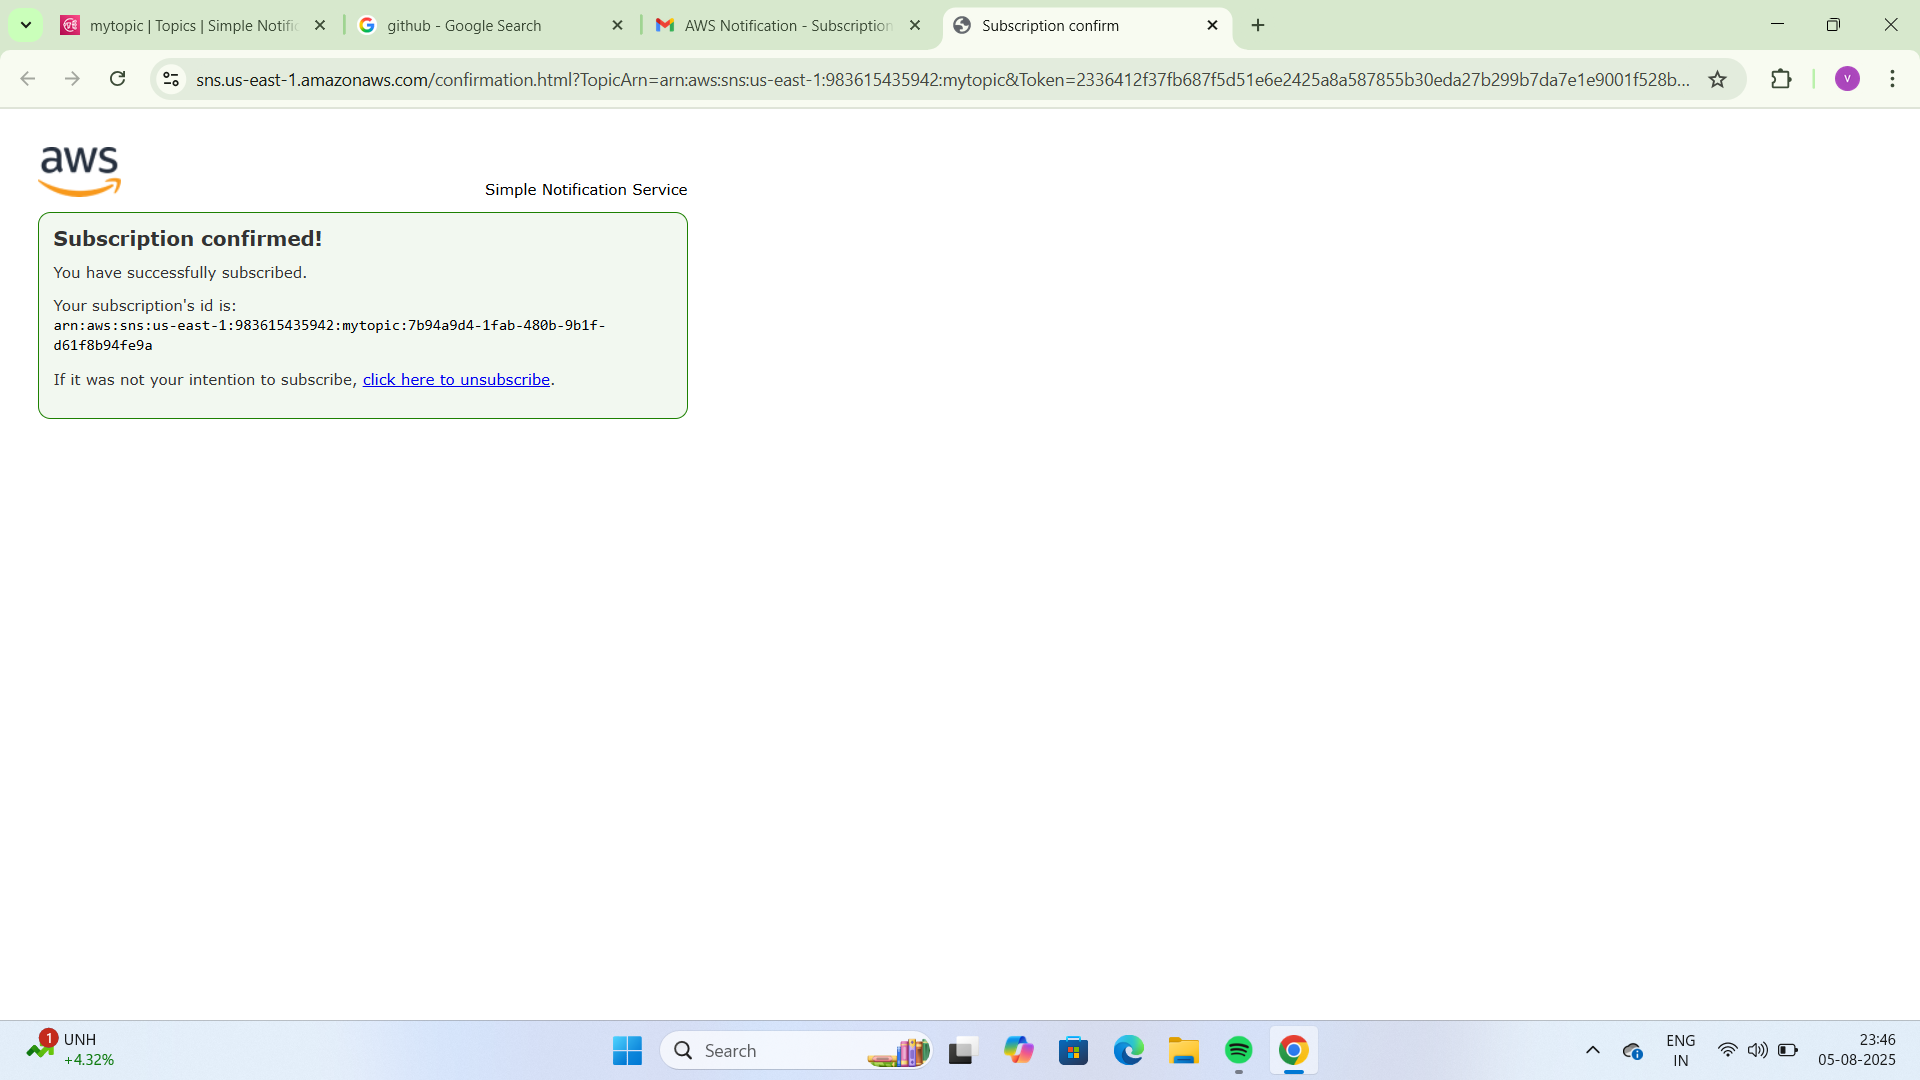 mytopic | Topics | Simple Notific
github - Google Search
AWS Notification - Subscription
Subscription confirm
sns.us-east-1.amazonaws.com/confirmation.html?TopicArn=arn:aws:sns:us-east-1:983615435942:mytopic&Token=2336412f37fb687f5d51e6e2425a8a587855b30eda27b299b7da7e1e9001f528b...
V
aws
Simple Notification Service
Subscription confirmed!
You have successfully subscribed.
Your subscription's id is:
arn:aws:sns:us-east-1:983615435942:mytopic:7b94a9d4-1fab-480b-9b1f-
d61f8b94fe9a
If it was not your intention to subscribe, click here to unsubscribe.
1
UNH
+4.32%
Search
ENG
IN
23:46
05-08-2025